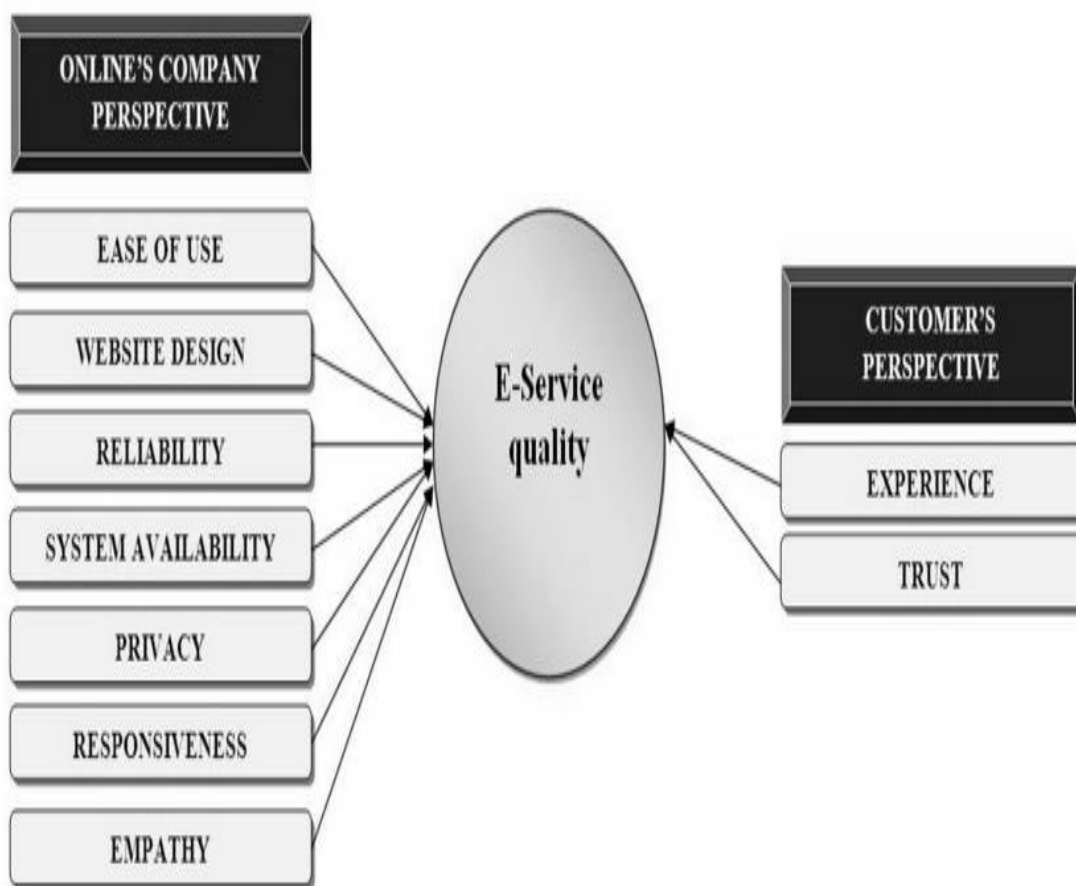 ONLINE'S COMPANY
PERSPECTIVE
EASE OF USE
WEBSITE DESIGN
RELIABILITY
SYSTEM AVAILABILITY
PRIVACY
RESPONSIVENESS
EMPATHY
E-Service
quality
CUSTOMER'S
PERSPECTIVE
EXPERIENCE
TRUST